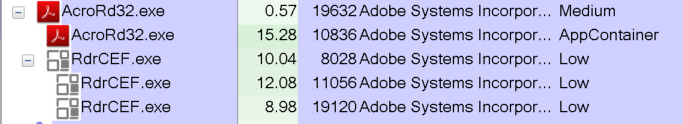 AcroRd32.exe 0.57 19632 Adobe Systems Incorpor... Medium
AcroRd32.exe 15.28 10836 Adobe Systems Incorpor... AppContainer
RdrCEF.exe 10.04 8028 Adobe Systems Incorpor... Low
RdrCEF.exe 12.08 11056 Adobe Systems Incorpor... Low
RdrCEF.exe 8.98 19120 Adobe Systems Incorpor... Low